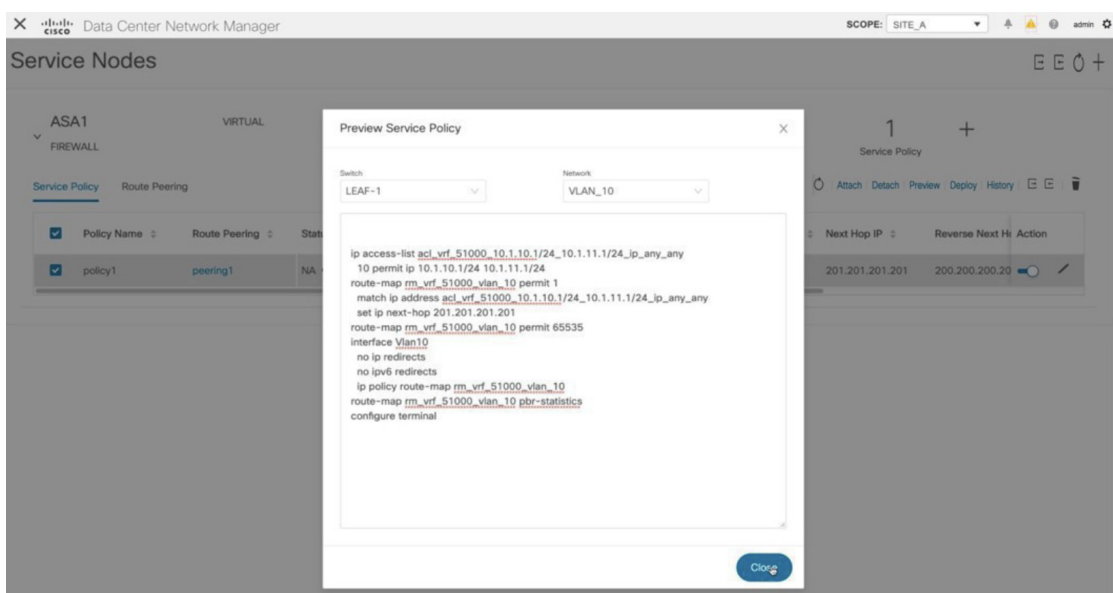 CISCO Data Center Network Manager
SCOPE: SITE_A
admin
Service Nodes
ASA1
VIRTUAL
FIREWALL
1
Service Policy
Service Policy
Route Peering
Attach Detach Preview Deploy History
Policy Name
Route Peering
Next Hop IP
Action
policy1
peering1
NA
201.201.201.201
Preview Service Policy
Switch
Network
LEAF-1
VLAN_10
ip access-list acl_vrf_51000_10.1.10.1/24_10.1.11.1/24_ip_any_any
10 permit ip 10.1.10.1/24 10.1.11.1/24
route-map rm_vrf_51000_vlan_10 permit 1
match ip address acl_vrf_51000_10.1.10.1/24_10.1.11.1/24_ip_any_any
set ip next-hop 201.201.201.201
route-map rm_vrf_51000_vlan_10 permit 65535
interface Vlan10
no ip redirects
no ipv6 redirects
ip policy route-map rm_vrf_51000_vlan_10
route-map rm_vrf_51000_vlan_10 pbr-statistics
configure terminal
Close